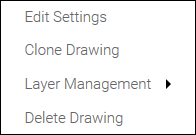 Edit Settings
Clone Drawing
Layer Management
Delete Drawing